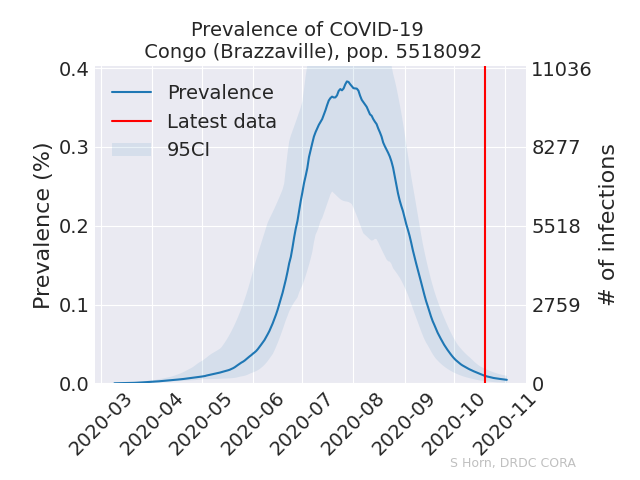 Prevalence of COVID-19
Congo (Brazzaville), pop. 5518092
Prevalence
Latest data
95CI
Prevalence (%)
0.4
0.3
0.2
0.1
0.0
# of infections
11036
8277
5518
2759
0
2020-03
2020-04
2020-05
2020-06
2020-07
2020-08
2020-09
2020-10
2020-11
S Horn, DRDC CORA